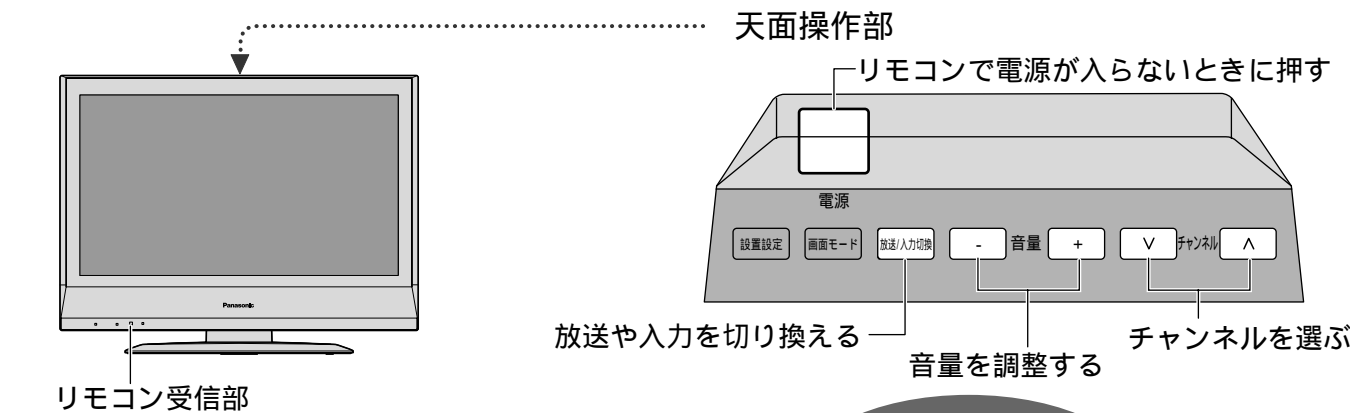 天面操作部
リモコンで電源が入らないときに押す
電源
設置設定 画面モード 放送/入力切換 - 音量 + ∨ チャンネル ∧
Panasonic
放送や入力を切り換える
音量を調整する
チャンネルを選ぶ
リモコン受信部